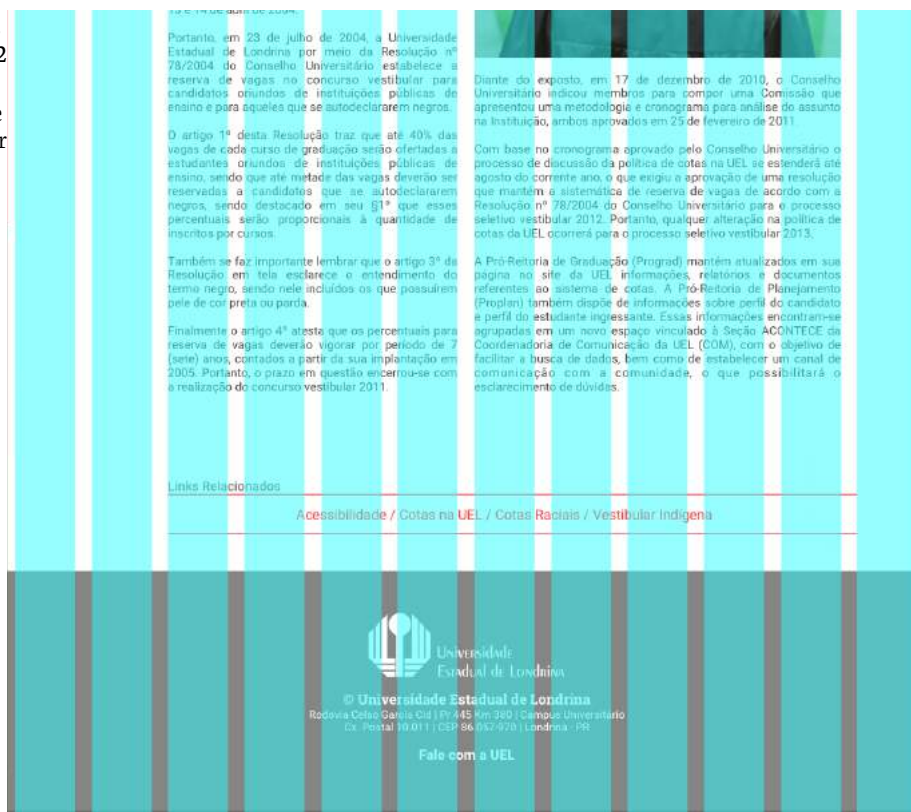 13 e 14 de abril de 2004.
Portanto, em 23 de julho de 2004, a Universidade
Estadual de Londrina por meio da Resolução nº
78/2004 do Conselho Universitário estabelece a
reserva de vagas no concurso vestibular para
candidatos oriundos de instituições públicas de
ensino e para aqueles que se autodeclararem negros.
O artigo 1º desta Resolução traz que até 40% das
vagas de cada curso de graduação serão ofertadas a
estudantes oriundos de instituições públicas de
ensino, sendo que até metade das vagas deverão ser
reservadas a candidatos que se autodeclararem
negros, sendo destacado em seu §1º que esses
percentuais serão proporcionais à quantidade de
inscritos por cursos.
Também se faz importante lembrar que o artigo 3º da
Resolução em tela esclarece o entendimento do
termo negro, sendo nele incluídos os que possuírem
pele de cor preta ou parda.
Finalmente o artigo 4º atesta que os percentuais para
reserva de vagas deverão vigorar por período de 7
(sete) anos, contados a partir da sua implantação em
2005. Portanto, o prazo em questão encerrou-se com
a realização do concurso vestibular 2011.
Diante do exposto, em 17 de dezembro de 2010, o Conselho
Universitário indicou membros para compor uma Comissão que
apresentou uma metodologia e cronograma para análise do assunto
na Instituição, ambos aprovados em 25 de fevereiro de 2011
Com base no cronograma aprovado pelo Conselho Universitário o
processo de discussão da política de cotas na UEL se estenderá até
agosto do corrente ano, o que exigiu a aprovação de uma resolução
que mantém a sistemática de reserva de vagas de acordo com a
Resolução nº 78/2004 do Conselho Universitário para o processo
seletivo vestibular 2012. Portanto, qualquer alteração na política de
cotas da UEL ocorrerá para o processo seletivo vestibular 2013.
A Pró-Reitoria de Graduação (Prograd) mantém atualizados em sua
página no site da UEL informações, relatórios e documentos
referentes ao sistema de cotas. A Pró-Reitoria de Planejamento
(Proplan) também dispõe de informações sobre perfil do candidato
e perfil do estudante ingressante. Essas informações encontram-se
agrupadas em um novo espaço vinculado à Seção ACONTECE da
Coordenadoria de Comunicação da UEL (COM), com o objetivo de
facilitar a busca de dados, bem como de estabelecer um canal de
comunicação com a comunidade, o que possibilitará o
esclarecimento de dúvidas.
Links Relacionados
Acessibilidade / Cotas na UEL / Cotas Raciais / Vestibular Indígena
Universidade
Estadual de Londrina
© Universidade Estadual de Londrina
Rodovia Celso Garcia Cid | Pr 445 Km 380 | Campus Universitário
Cx. Postal 10.011 | CEP 86.057-970 | Londrina - PR
Fale com a UEL